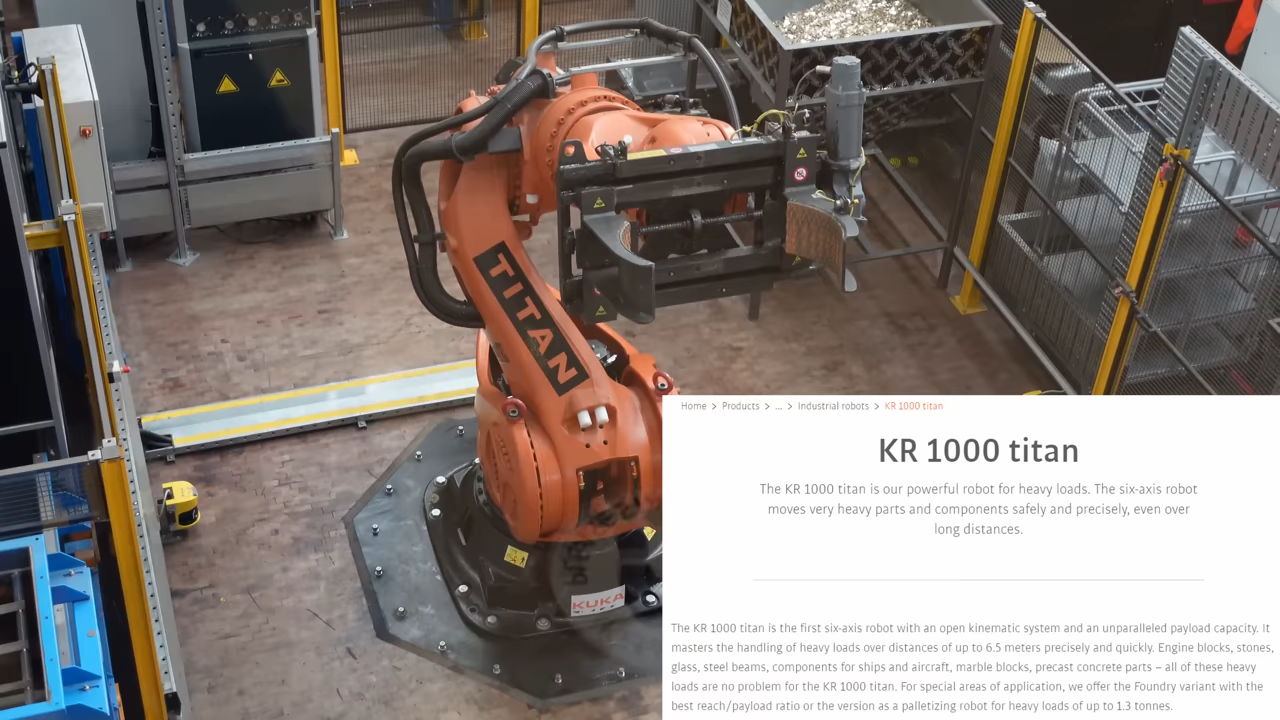 TITAN
KUKA
Home > Products > ... > Industrial robots > KR 1000 titan
KR 1000 titan
The KR 1000 titan is our powerful robot for heavy loads. The six-axis robot
moves very heavy parts and components safely and precisely, even over
long distances.
The KR 1000 titan is the first six-axis robot with an open kinematic system and an unparalleled payload capacity. It
masters the handling of heavy loads over distances of up to 6.5 meters precisely and quickly. Engine blocks, stones,
glass, steel beams, components for ships and aircraft, marble blocks, precast concrete parts – all of these heavy
loads are no problem for the KR 1000 titan. For special areas of application, we offer the Foundry variant with the
best reach/payload ratio or the version as a palletizing robot for heavy loads of up to 1.3 tonnes.